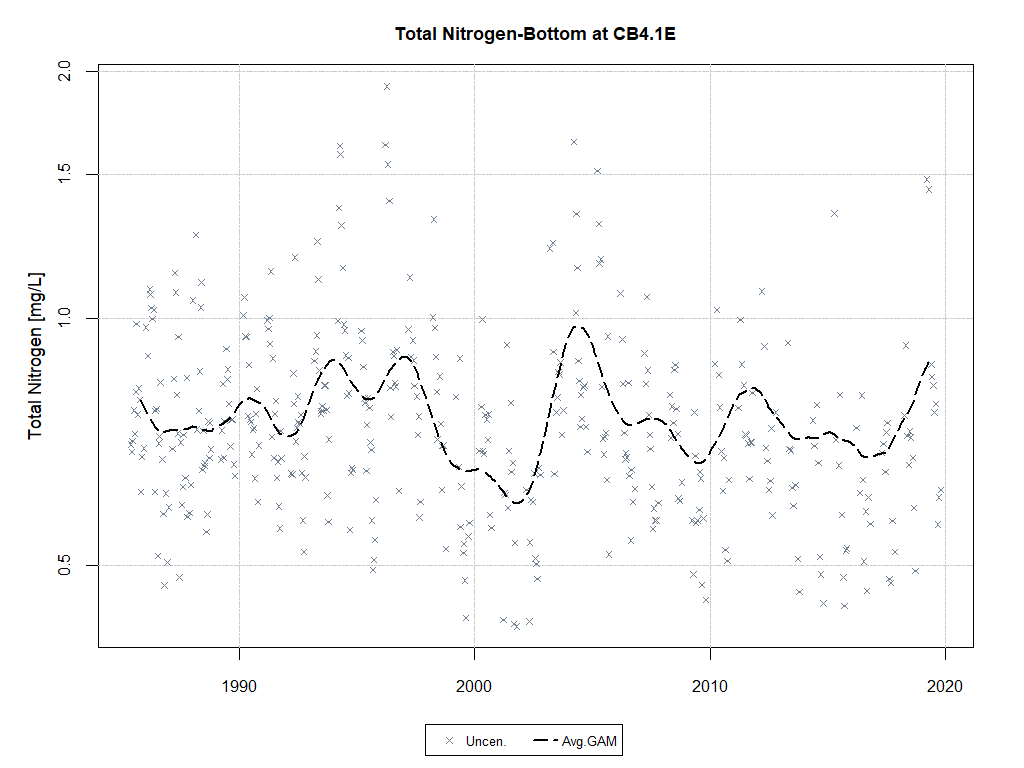 Total Nitrogen-Bottom at CB4.1E
Total Nitrogen [mg/L]
2.0
1.5
1.0
0.5
1990 2000 2010 2020
Uncen. Avg.GAM